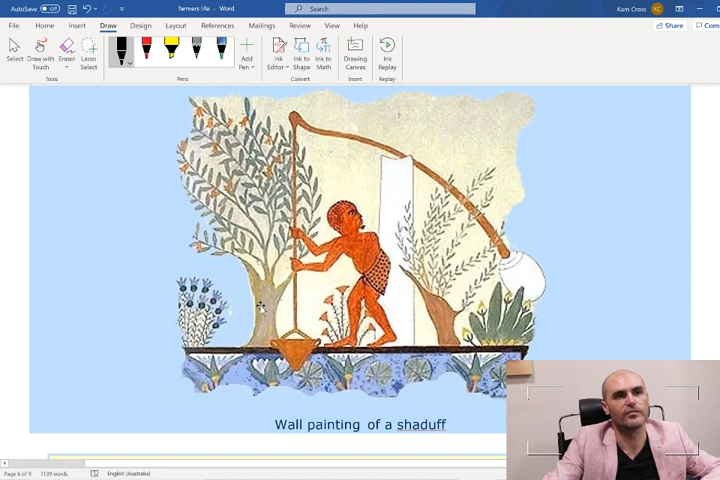 AutoSave Off
farmers life - Word
Search
Kam Cross
KC
File Home Insert Draw Design Layout References Mailings Review View Help
Share
Com
Select
Draw with Touch
Eraser
Lasso Select
Add Pen
Ink Editor
Ink to Shape
Ink to Math
Drawing Canvas
Ink Replay
Tools
Pens
Convert
Insert
Replay
Wall painting of a shaduff
Page 6 of 9 1139 words English (Australia)